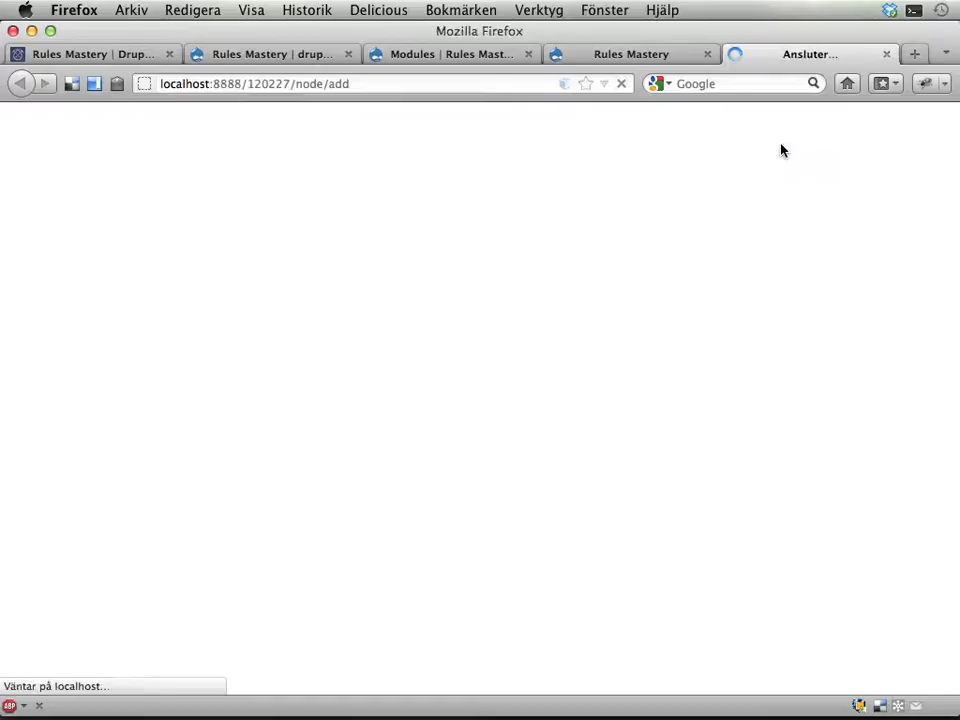 Firefox Arkiv Redigera Visa Historik Delicious Bokmärken Verktyg Fönster Hjälp
Mozilla Firefox
Rules Mastery | Drup... Rules Mastery | drup... Modules | Rules Mast... Rules Mastery Ansluter...
localhost:8888/120227/node/add Google
Väntar på localhost...
ABP